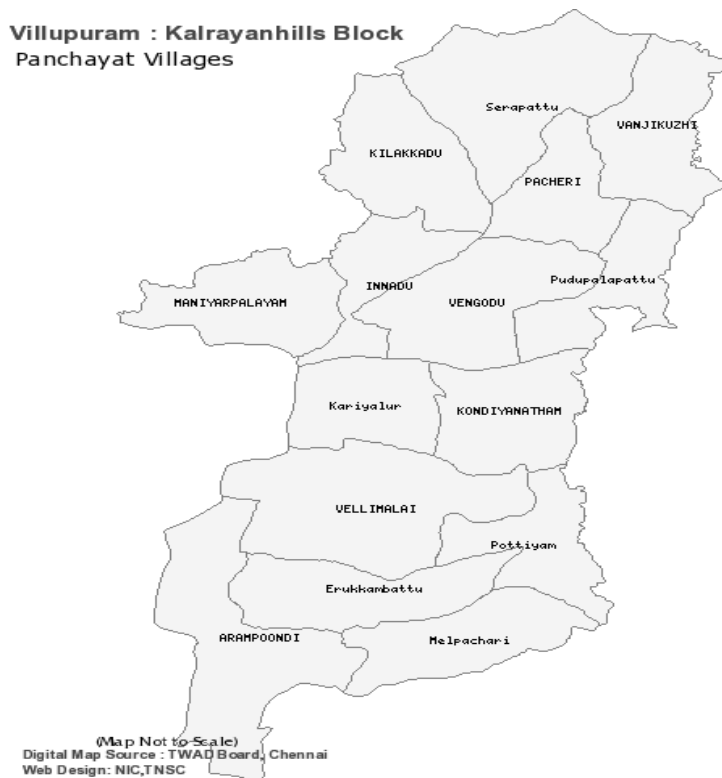 Villupuram : Kalrayanhills Block
Panchayat Villages
Serapattu
VANJIKUZHI
KILAKKADU
PACHERI
INNADU
Pudupalapattu
MANIYARPALAYAM
VENGODU
Kariyalur
KONDIYANATHAM
VELLIMALAI
Pottiyam
Erukkambattu
ARAMPOONDI
Melpachari
(Map Not to Scale)
Digital Map Source : TWAD Board, Chennai
Web Design: NIC,TNSC